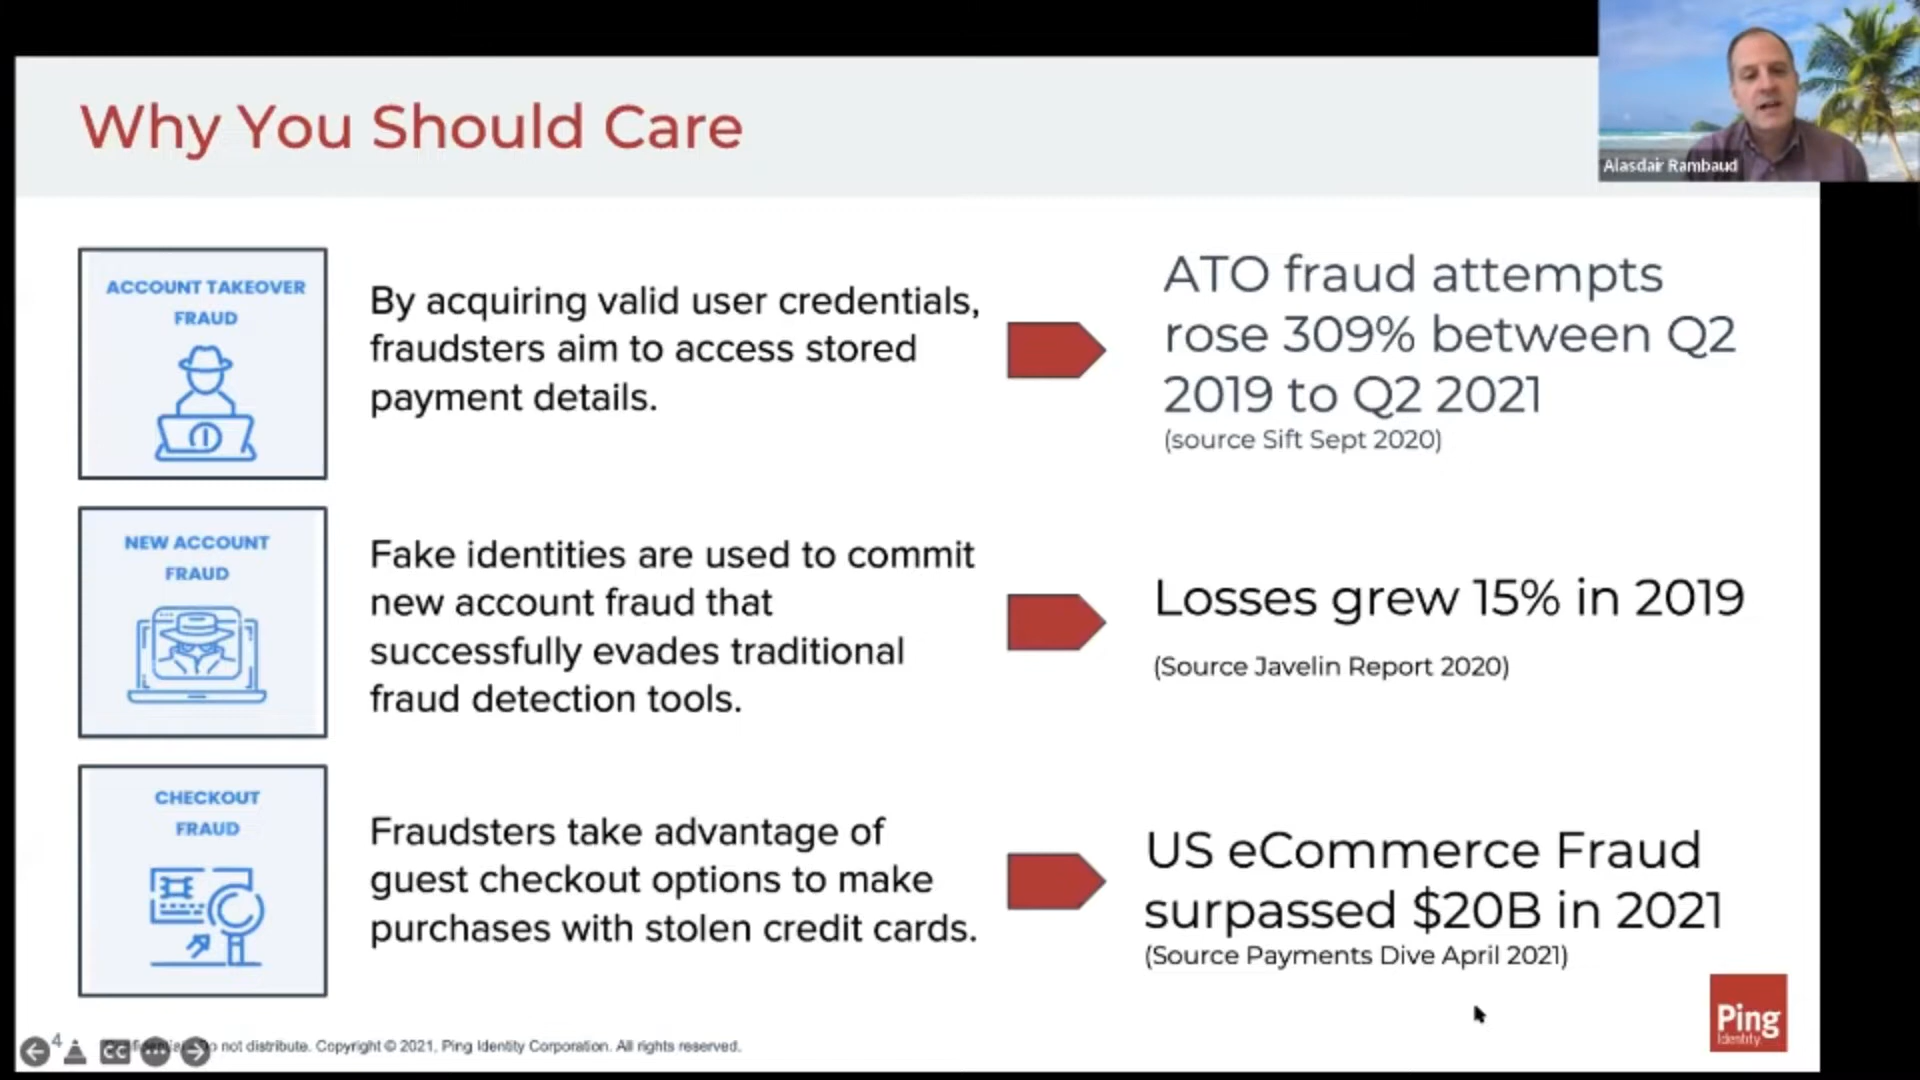 Why You Should Care
Alasdair Rambaud
ACCOUNT TAKEOVER
FRAUD
By acquiring valid user credentials,
fraudsters aim to access stored
payment details.
ATO fraud attempts
rose 309% between Q2
2019 to Q2 2021
(source Sift Sept 2020)
NEW ACCOUNT
FRAUD
Fake identities are used to commit
new account fraud that
successfully evades traditional
fraud detection tools.
Losses grew 15% in 2019
(Source Javelin Report 2020)
CHECKOUT
FRAUD
Fraudsters take advantage of
guest checkout options to make
purchases with stolen credit cards.
US eCommerce Fraud
surpassed $20B in 2021
(Source Payments Dive April 2021)
Ping
Identity
4
CC
not distribute. Copyright © 2021, Ping Identity Corporation. All rights reserved.